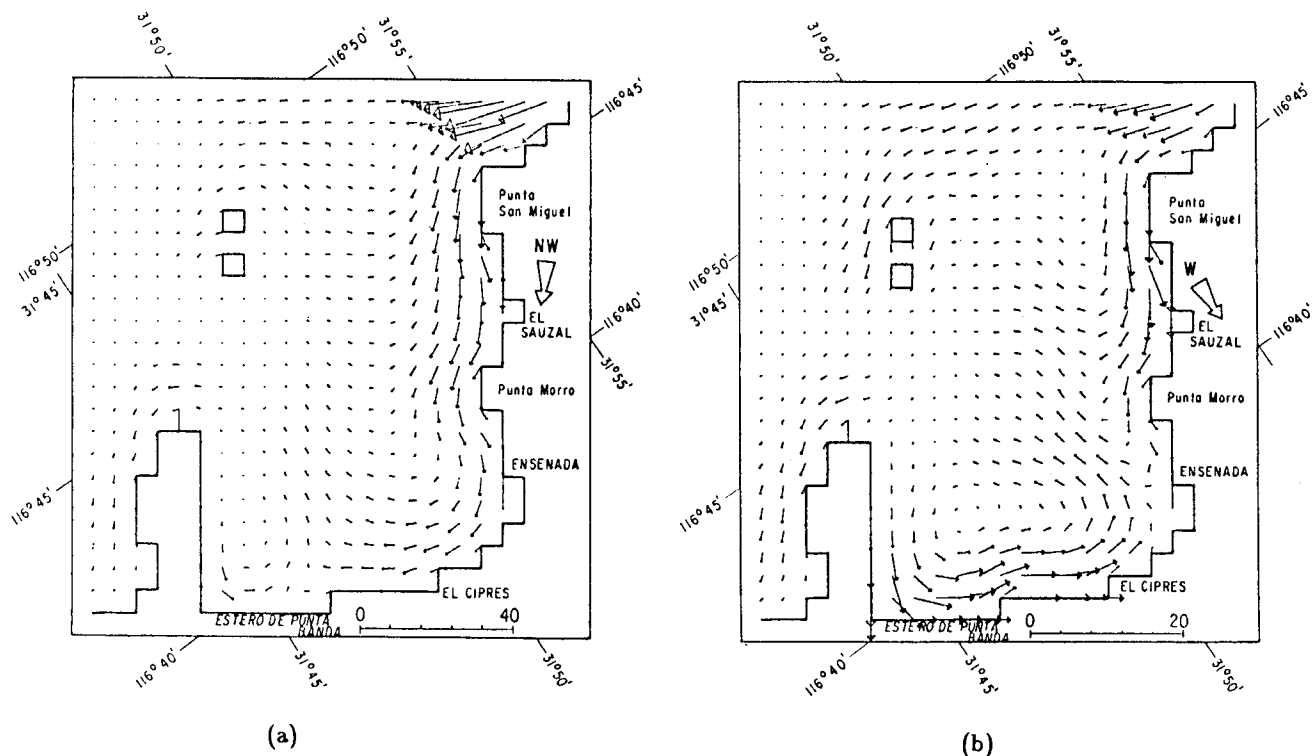 31°50'
116°50'
31°55'
116°45'
Punta
San Miguel
NW
EL
SAUZAL
116°40'
31°55'
Punta Morro
ENSENADA
EL CIPRES
ESTERO DE PUNTA
BANDA
0 40
116°50'
31°45'
116°45'
116°40'
31°45'
31°50'
(a)
31°50'
116°50'
31°55'
116°45'
Punta
San Miguel
W
EL
SAUZAL
116°40'
Punta Morro
ENSENADA
EL CIPRES
ESTERO DE PUNTA
BANDA
0 20
116°50'
31°45'
116°45'
116°40'
31°45'
31°50'
(b)